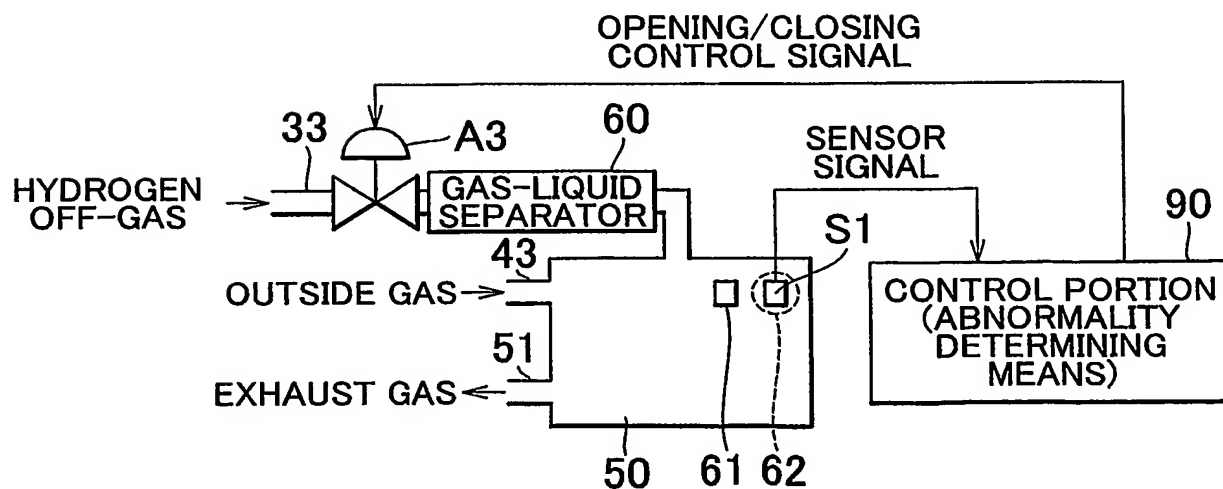 OPENING/CLOSING
CONTROL SIGNAL
33
A3
60
SENSOR
SIGNAL
HYDROGEN
OFF-GAS
GAS-LIQUID
SEPARATOR
90
43
S1
OUTSIDE GAS
CONTROL PORTION
(ABNORMALITY
DETERMINING
MEANS)
51
EXHAUST GAS
50
61
62